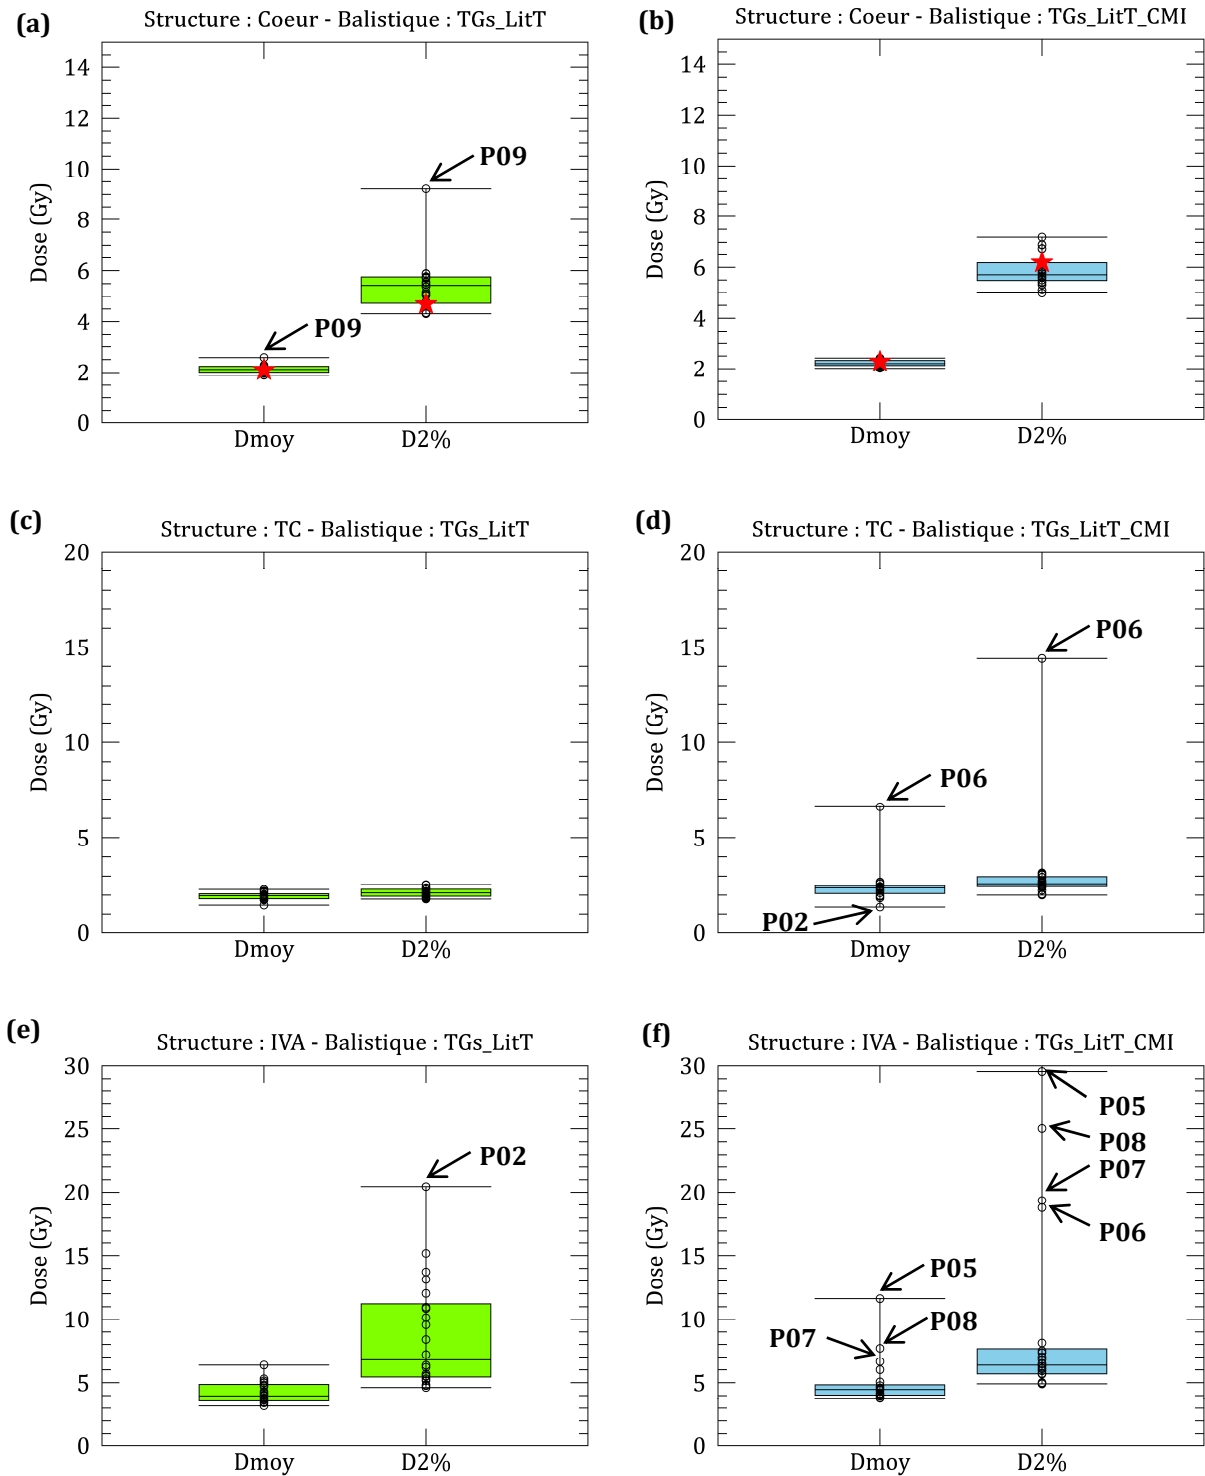 (a)
Structure : Coeur - Balistique : TGs_LitT
14
12
10
8
6
4
2
0
Dose (Gy)
P09
P09
Dmoy
D2%
(b)
Structure : Coeur - Balistique : TGs_LitT_CMI
14
12
10
8
6
4
2
0
Dose (Gy)
Dmoy
D2%
(c)
Structure : TC - Balistique : TGs_LitT
20
15
10
5
0
Dose (Gy)
Dmoy
D2%
(d)
Structure : TC - Balistique : TGs_LitT_CMI
20
15
10
5
0
Dose (Gy)
P06
P06
P02
Dmoy
D2%
(e)
Structure : IVA - Balistique : TGs_LitT
30
25
20
15
10
5
0
Dose (Gy)
P02
Dmoy
D2%
(f)
Structure : IVA - Balistique : TGs_LitT_CMI
30
25
20
15
10
5
0
Dose (Gy)
P05
P08
P07
P06
P05
P08
P07
Dmoy
D2%